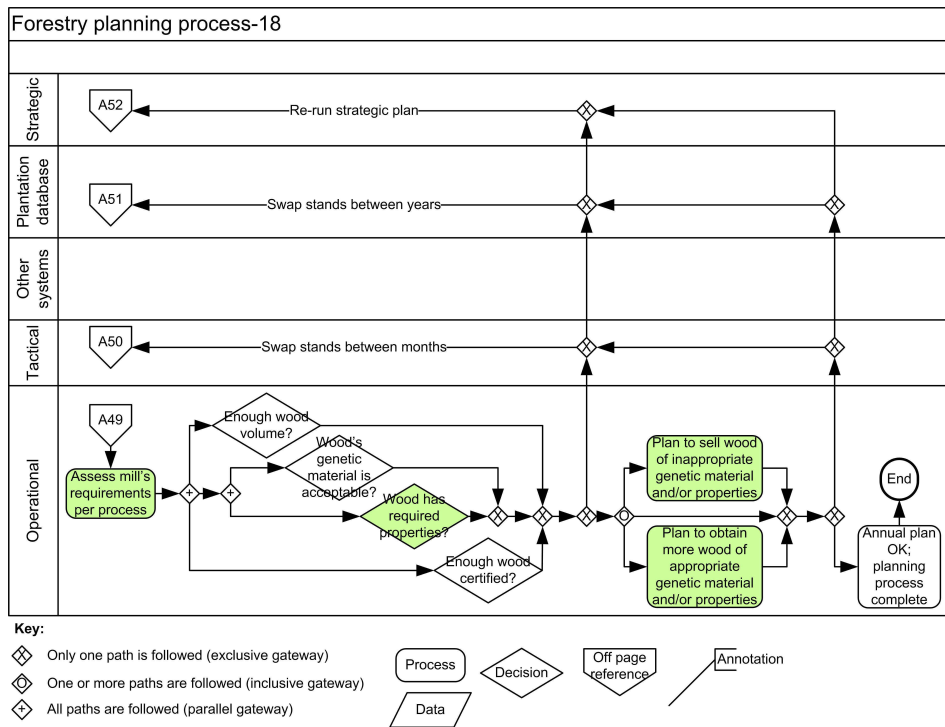 Forestry planning process-18
Strategic
A52
Re-run strategic plan
X
Plantation
database
A51
Swap stands between years
X
X
Other
systems
Tactical
A50
Swap stands between months
X
X
Operational
A49
Assess mill's
requirements
per process
+
+
Enough wood
volume?
Wood's
genetic
material is
acceptable?
Wood has
required
properties?
Enough wood
certified?
X
X
X
O
Plan to sell wood
of inappropriate
genetic material
and/or properties
Plan to obtain
more wood of
appropriate
genetic material
and/or properties
X
X
End
Annual plan
OK;
planning
process
complete
Key:
X
Only one path is followed (exclusive gateway)
O
One or more paths are followed (inclusive gateway)
+
All paths are followed (parallel gateway)
Process
Data
Decision
Off page
reference
Annotation